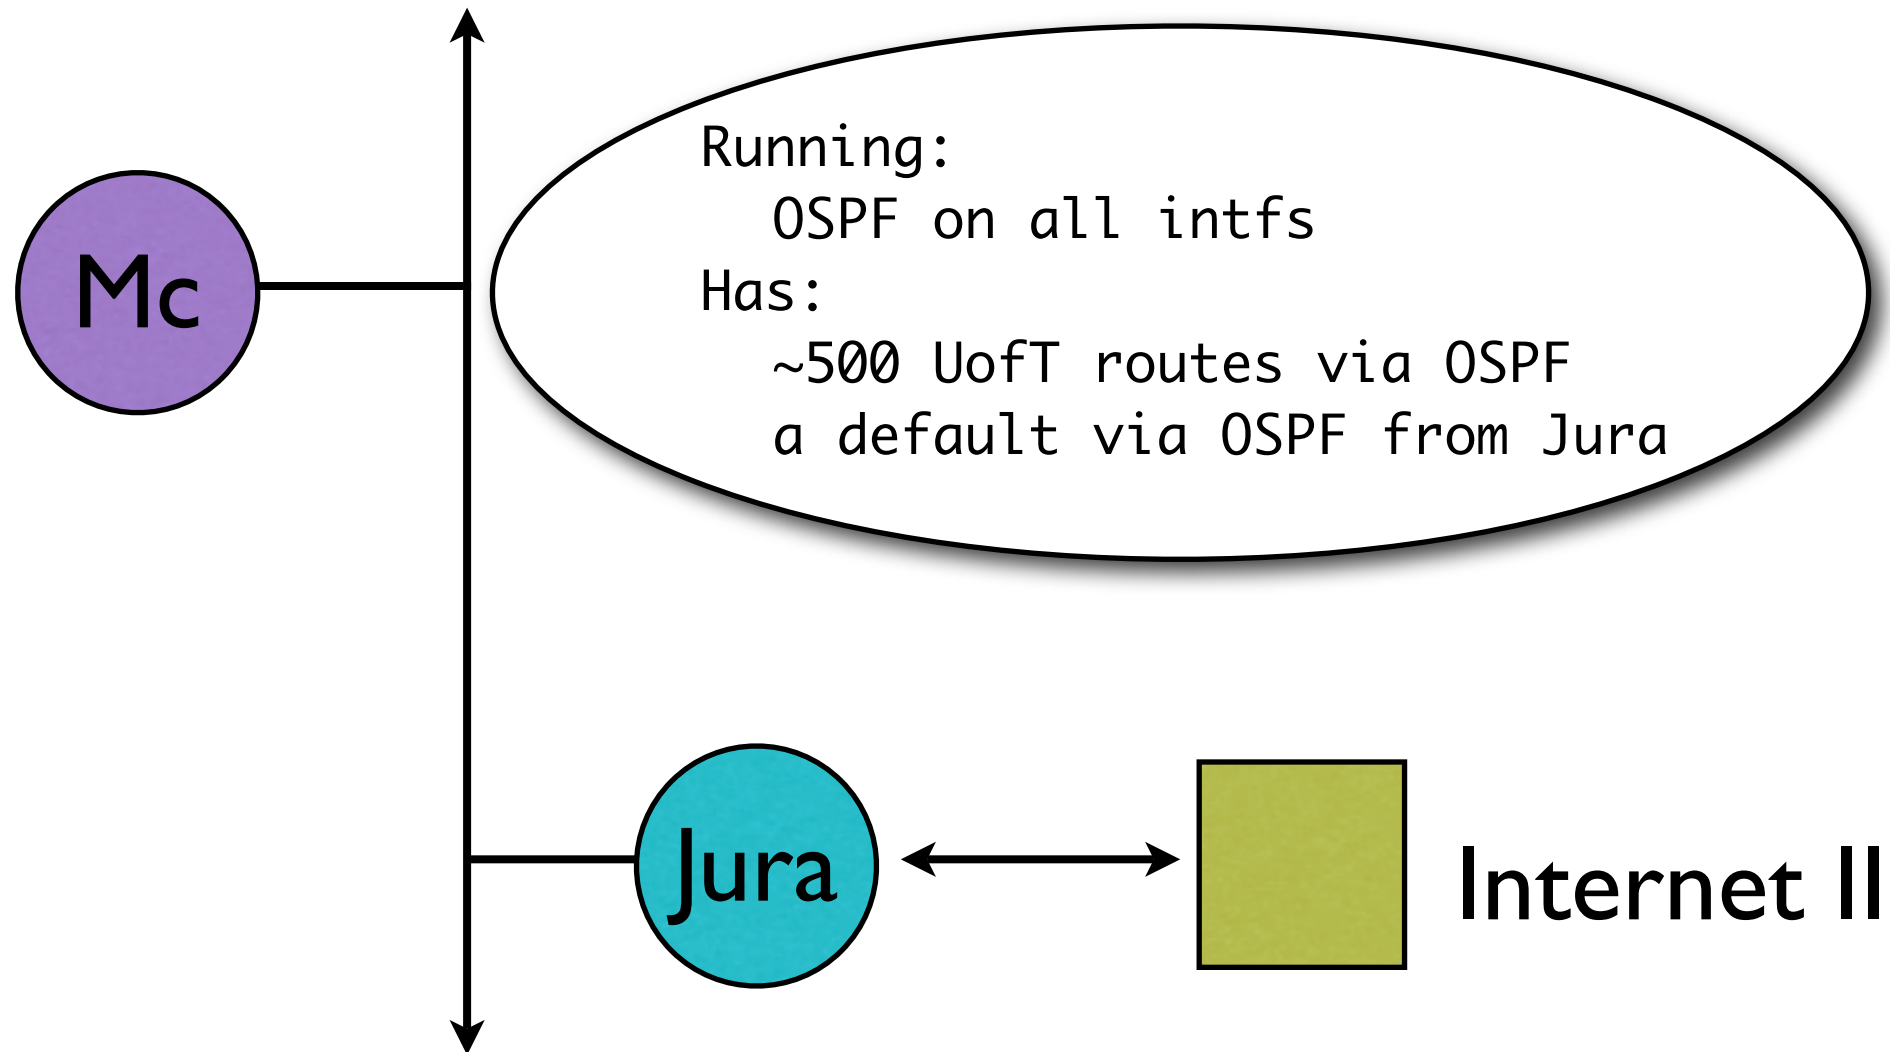 Mc
Running:
OSPF on all intfs
Has:
~500 UofT routes via OSPF
a default via OSPF from Jura
Jura
Internet II